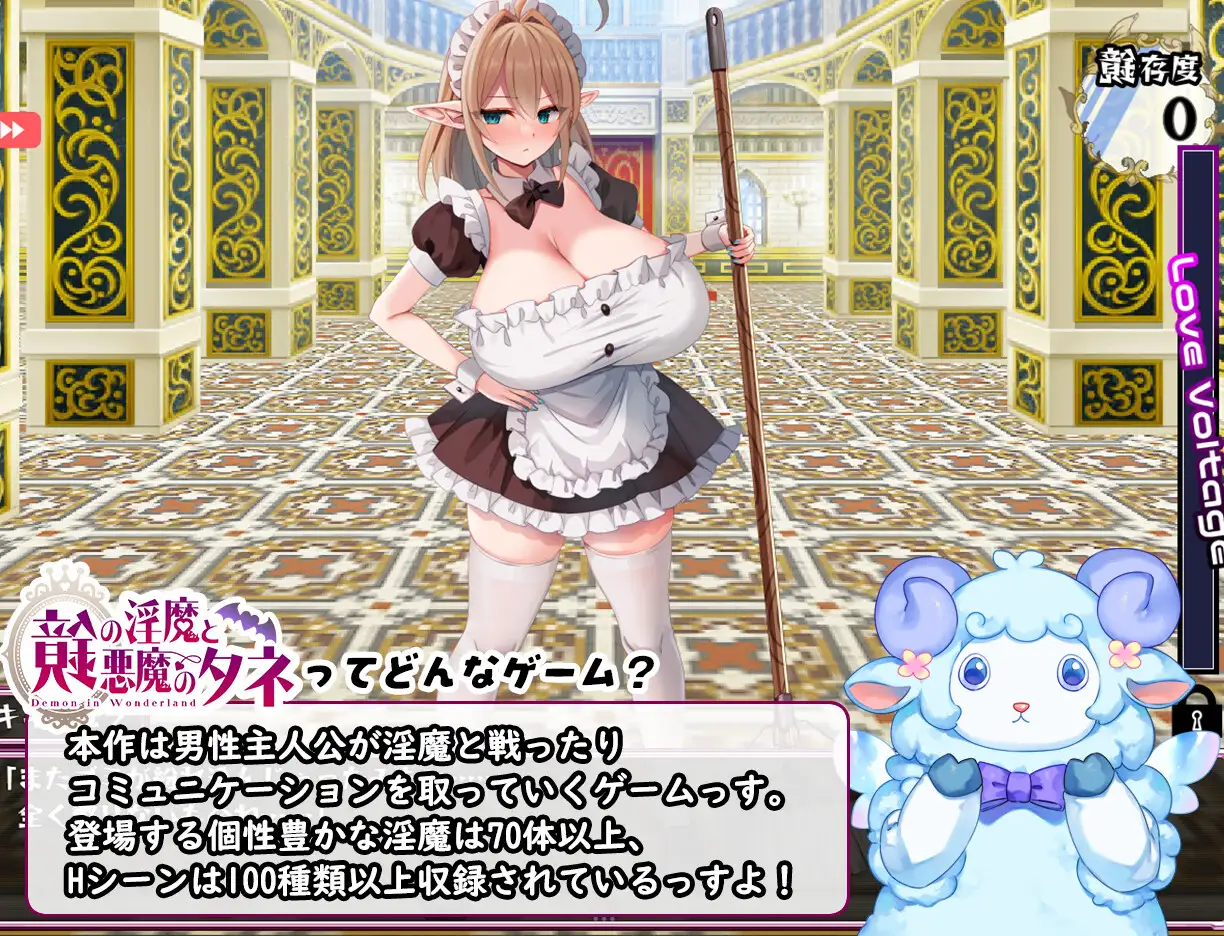 存度
0
Love Voltage
の淫魔と
悪魔のタネってどんなゲーム？
Demon in Wonderland
本作は男性主人公が淫魔と戦ったり
コミュニケーションを取っていくゲームっす。
登場する個性豊かな淫魔は70体以上、
Hシーンは100種類以上収録されているっすよ！